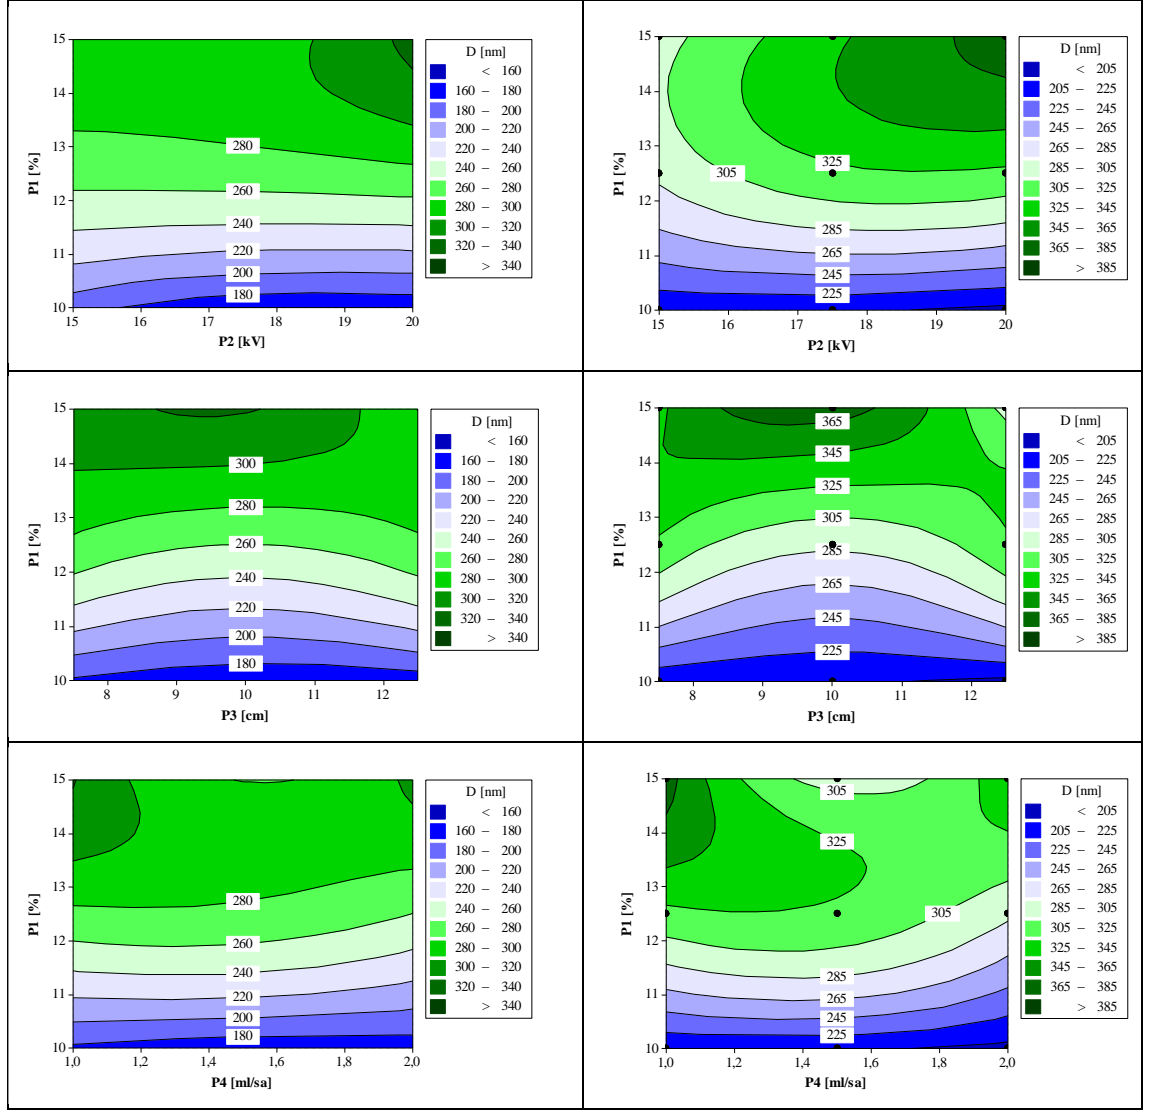 15
14
13
12
11
10
P1 [%]
280
260
240
220
200
180
15 16 17 18 19 20
P2 [kV]
D [nm]
< 160
160 – 180
180 – 200
200 – 220
220 – 240
240 – 260
260 – 280
280 – 300
300 – 320
320 – 340
> 340
15
14
13
12
11
10
P1 [%]
325
305
285
265
245
225
15 16 17 18 19 20
P2 [kV]
D [nm]
< 205
205 – 225
225 – 245
245 – 265
265 – 285
285 – 305
305 – 325
325 – 345
345 – 365
365 – 385
> 385
15
14
13
12
11
10
P1 [%]
300
280
260
240
220
200
180
8 9 10 11 12
P3 [cm]
D [nm]
< 160
160 – 180
180 – 200
200 – 220
220 – 240
240 – 260
260 – 280
280 – 300
300 – 320
320 – 340
> 340
15
14
13
12
11
10
P1 [%]
365
345
325
305
285
265
245
225
8 9 10 11 12
P3 [cm]
D [nm]
< 205
205 – 225
225 – 245
245 – 265
265 – 285
285 – 305
305 – 325
325 – 345
345 – 365
365 – 385
> 385
15
14
13
12
11
10
P1 [%]
280
260
240
220
200
180
1,0 1,2 1,4 1,6 1,8 2,0
P4 [ml/sa]
D [nm]
< 160
160 – 180
180 – 200
200 – 220
220 – 240
240 – 260
260 – 280
280 – 300
300 – 320
320 – 340
> 340
15
14
13
12
11
10
P1 [%]
305
325
305
285
265
245
225
1,0 1,2 1,4 1,6 1,8 2,0
P4 [ml/sa]
D [nm]
< 205
205 – 225
225 – 245
245 – 265
265 – 285
285 – 305
305 – 325
325 – 345
345 – 365
365 – 385
> 385